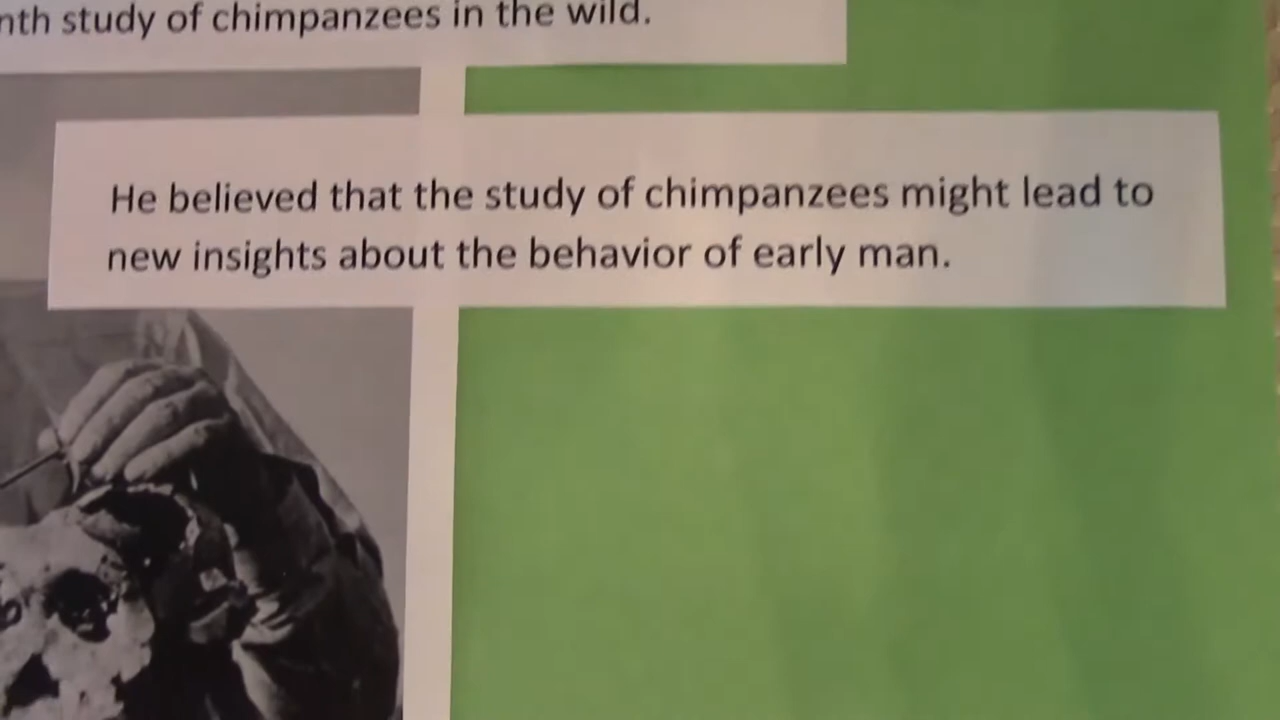 study of chimpanzees in the wild.
He believed that the study of chimpanzees might lead to
new insights about the behavior of early man.